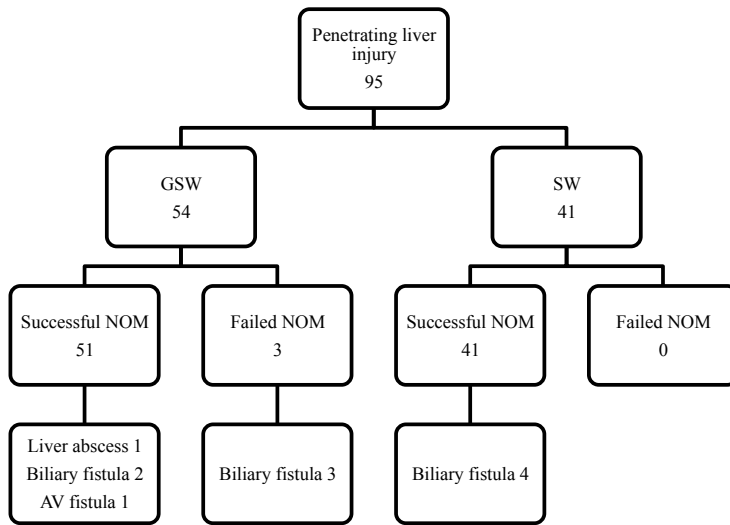 Penetrating liver
injury
95
GSW
54
SW
41
Successful NOM
51
Failed NOM
3
Successful NOM
41
Failed NOM
0
Liver abscess 1
Biliary fistula 2
AV fistula 1
Biliary fistula 3
Biliary fistula 4